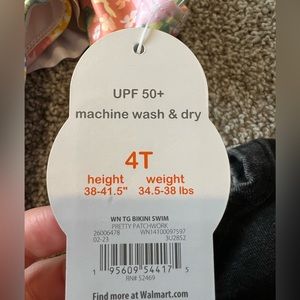 UPF 50+
machine wash & dry
4T
height weight
38-41.5" 34.5-38 lbs
WN TG BIKINI SWIM
PRETTY PATCHWORK
26006478 WN14100097597
02-23 3U2852
1 95609 54417 5
RN# 52469
Find more at Walmart.com